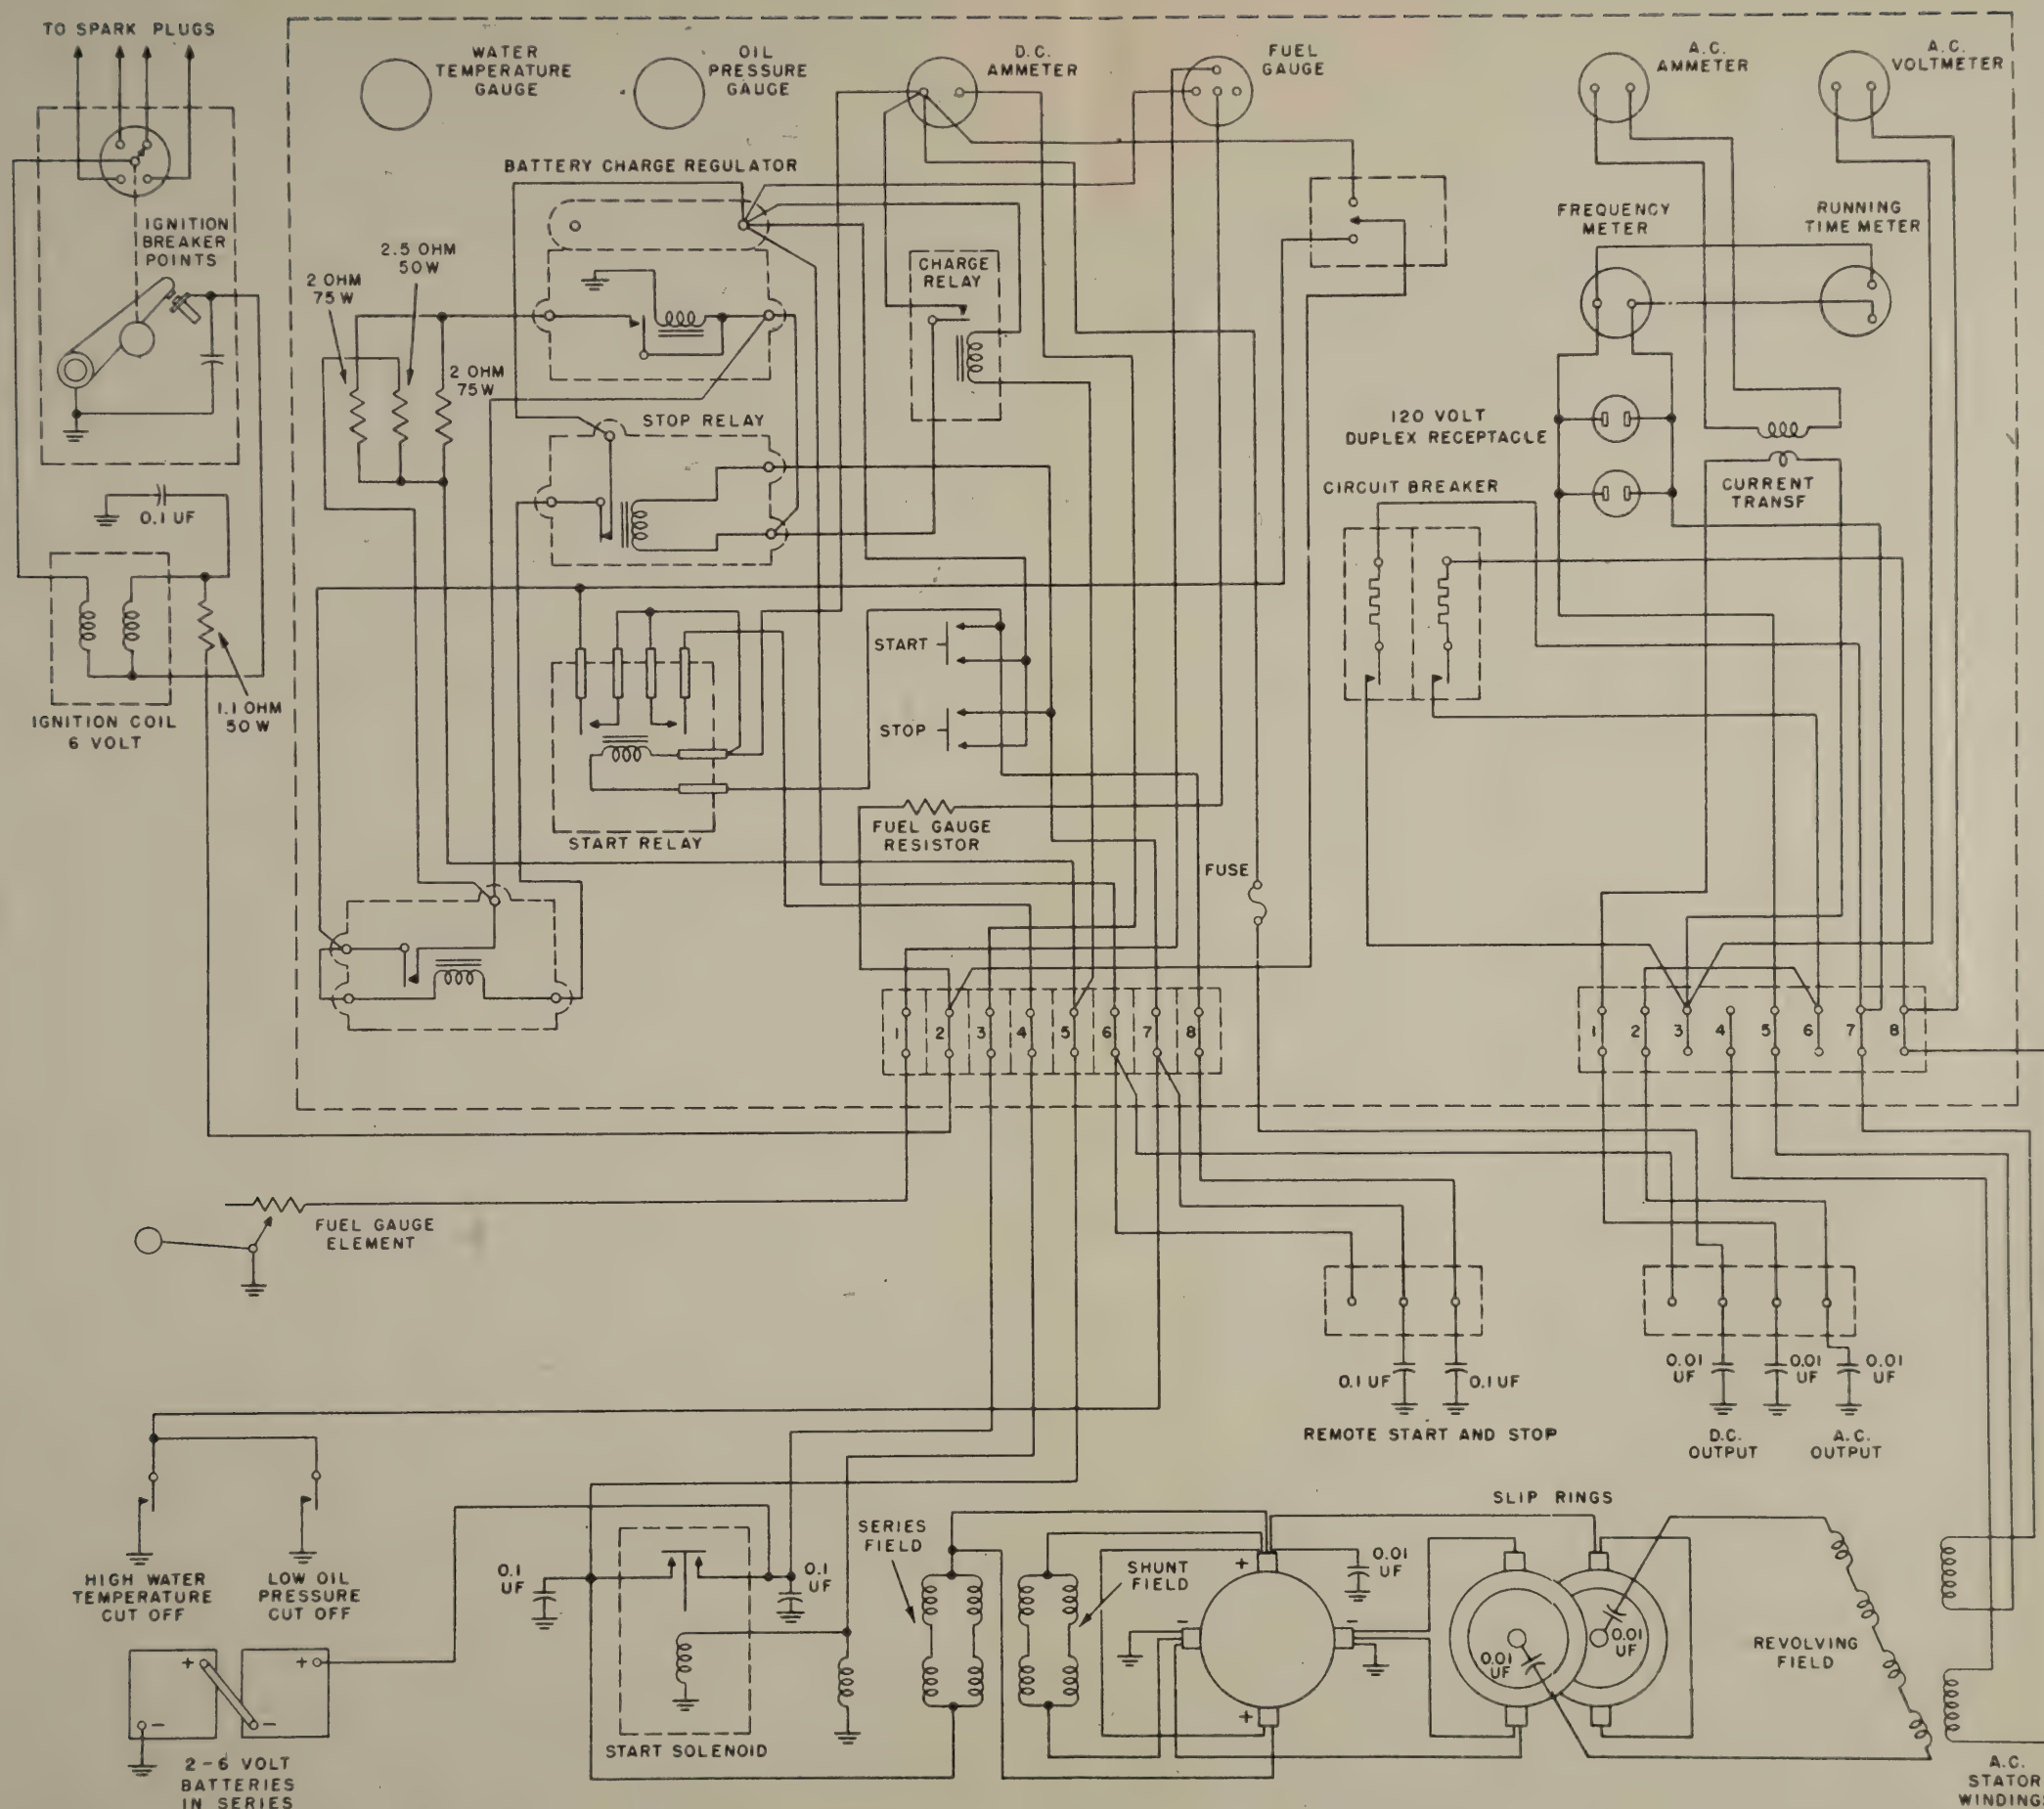 TO SPARK PLUGS
WATER
TEMPERATURE
GAUGE
OIL
PRESSURE
GAUGE
D.C.
AMMETER
FUEL
GAUGE
A.C.
AMMETER
A.C.
VOLTMETER
BATTERY CHARGE REGULATOR
IGNITION
BREAKER
POINTS
2 OHM
75 W
2.5 OHM
50W
2 OHM
75W
CHARGE
RELAY
FREQUENCY
METER
RUNNING
TIME METER
STOP RELAY
120 VOLT
DUPLEX RECEPTACLE
CIRCUIT BREAKER
CURRENT
TRANSF
0.1 UF
IGNITION COIL
6 VOLT
1.1 OHM
50 W
START
STOP
START RELAY
FUEL GAUGE
RESISTOR
FUSE
1 2 3 4 5 6 7 8
1 2 3 4 5 6 7 8
FUEL GAUGE
ELEMENT
0.1 UF
0.1 UF
REMOTE START AND STOP
0.01
UF
0.01
UF
0.01
UF
D.C.
OUTPUT
A.C.
OUTPUT
HIGH WATER
TEMPERATURE
CUT OFF
LOW OIL
PRESSURE
CUT OFF
+ -
+ -
2-6 VOLT
BATTERIES
IN SERIES
0.1
UF
0.1
UF
START SOLENOID
SERIES
FIELD
SHUNT
FIELD
+
-
-
+
0.01
UF
SLIP RINGS
0.01
UF
0.01
UF
REVOLVING
FIELD
A.C.
STATOR
WINDING